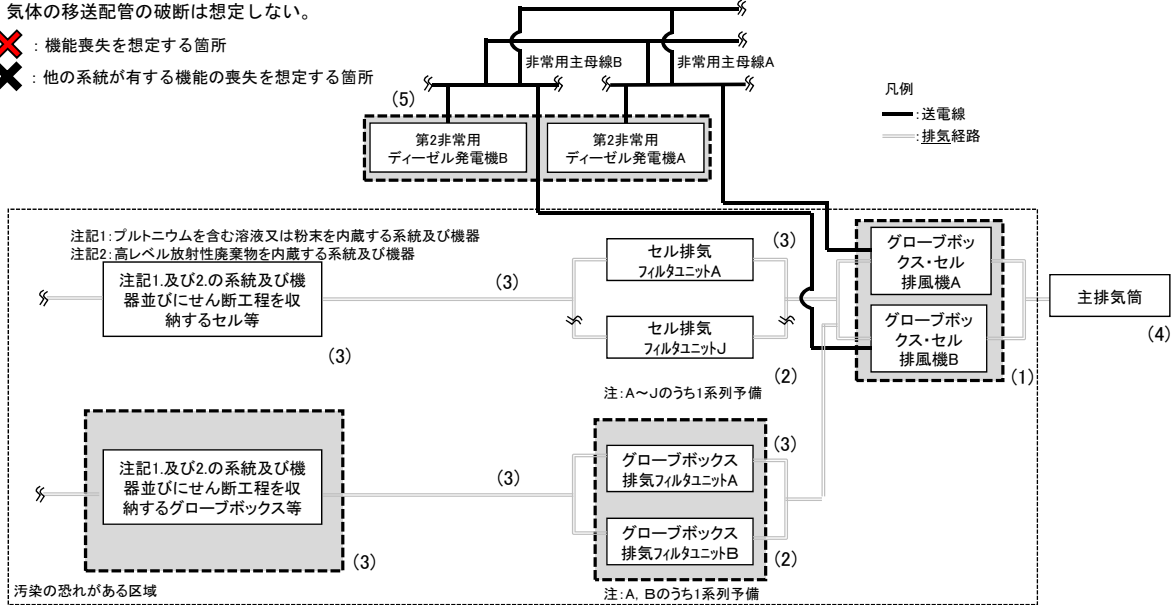 気体の移送配管の破断は想定しない。
：機能喪失を想定する箇所
：他の系統が有する機能の喪失を想定する箇所
非常用主母線B
非常用主母線A
凡例
：送電線
：排気経路
(5)
第2非常用
ディーゼル発電機B
第2非常用
ディーゼル発電機A
注記1：プルトニウムを含む溶液又は粉末を内蔵する系統及び機器
注記2：高レベル放射性廃棄物を内蔵する系統及び機器
注記1.及び2.の系統及び機
器並びにせん断工程を収
納するセル等
(3)
(3)
セル排気
フィルタユニットA
(3)
セル排気
フィルタユニットJ
(2)
注：A～Jのうち1系列予備
グローブボッ
クス・セル
排風機A
グローブボッ
クス・セル
排風機B
(1)
主排気筒
(4)
注記1.及び2.の系統及び機
器並びにせん断工程を収
納するグローブボックス等
(3)
(3)
グローブボックス
排気フィルタユニットA
(3)
グローブボックス
排気フィルタユニットB
(2)
注：A, Bのうち1系列予備
汚染の恐れがある区域